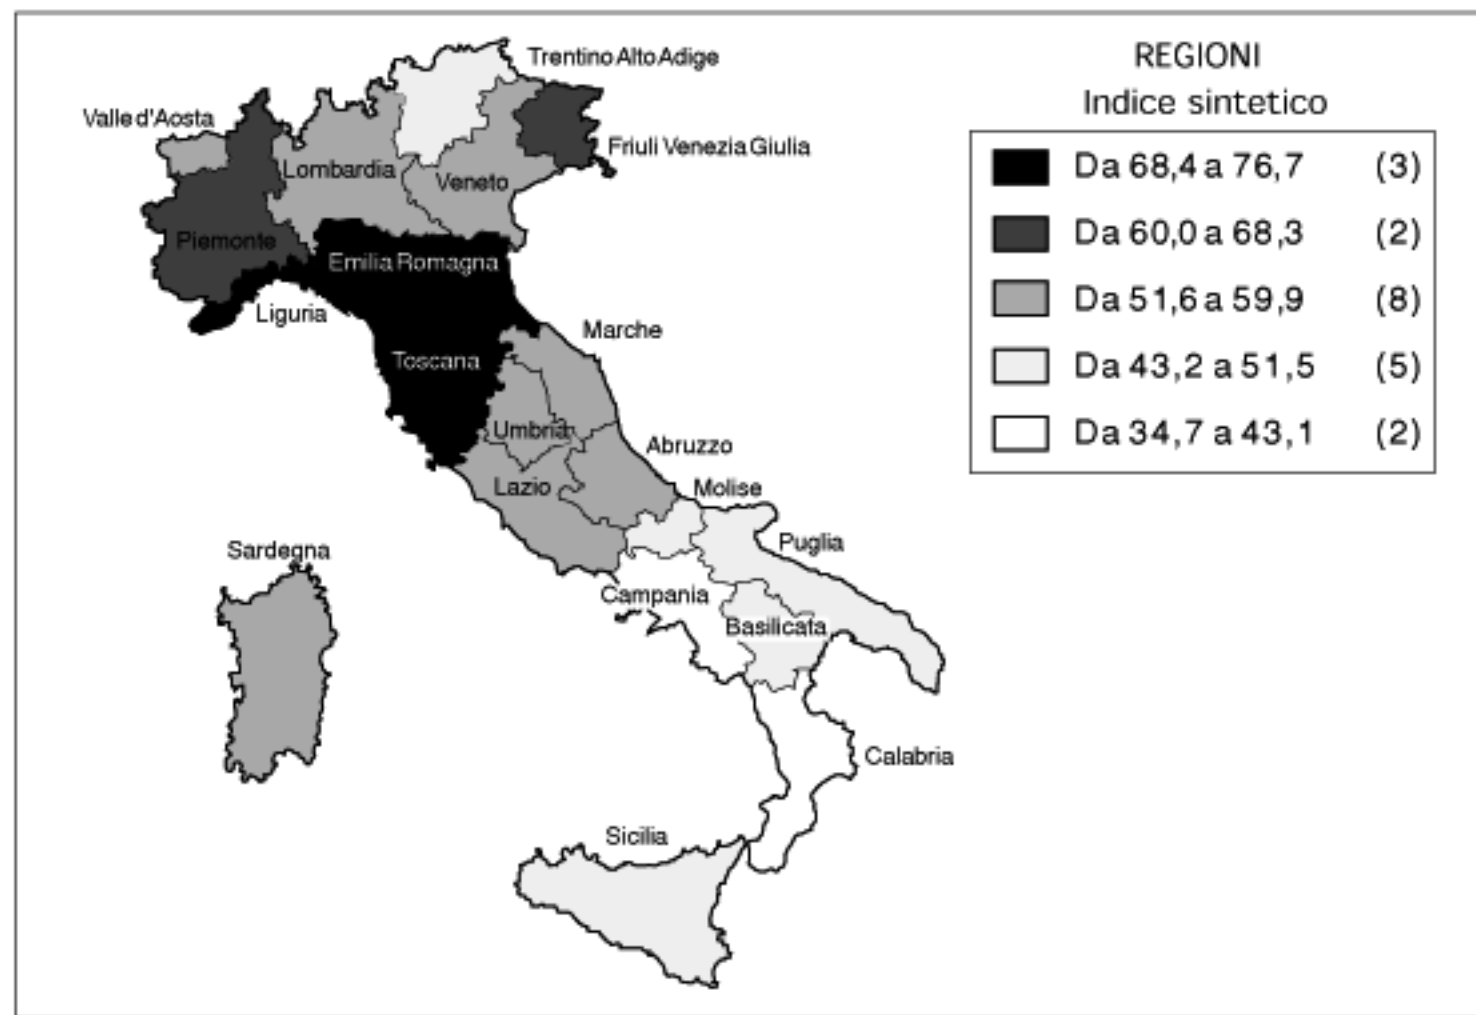 Trentino Alto Adige
Valle d'Aosta
Friuli Venezia Giulia
Lombardia
Veneto
Piemonte
Emilia Romagna
Liguria
Marche
Toscana
Umbria
Abruzzo
Lazio
Molise
Puglia
Sardegna
Campania
Basilicata
Calabria
Sicilia
REGIONI
Indice sintetico
Da 68,4 a 76,7 (3)
Da 60,0 a 68,3 (2)
Da 51,6 a 59,9 (8)
Da 43,2 a 51,5 (5)
Da 34,7 a 43,1 (2)